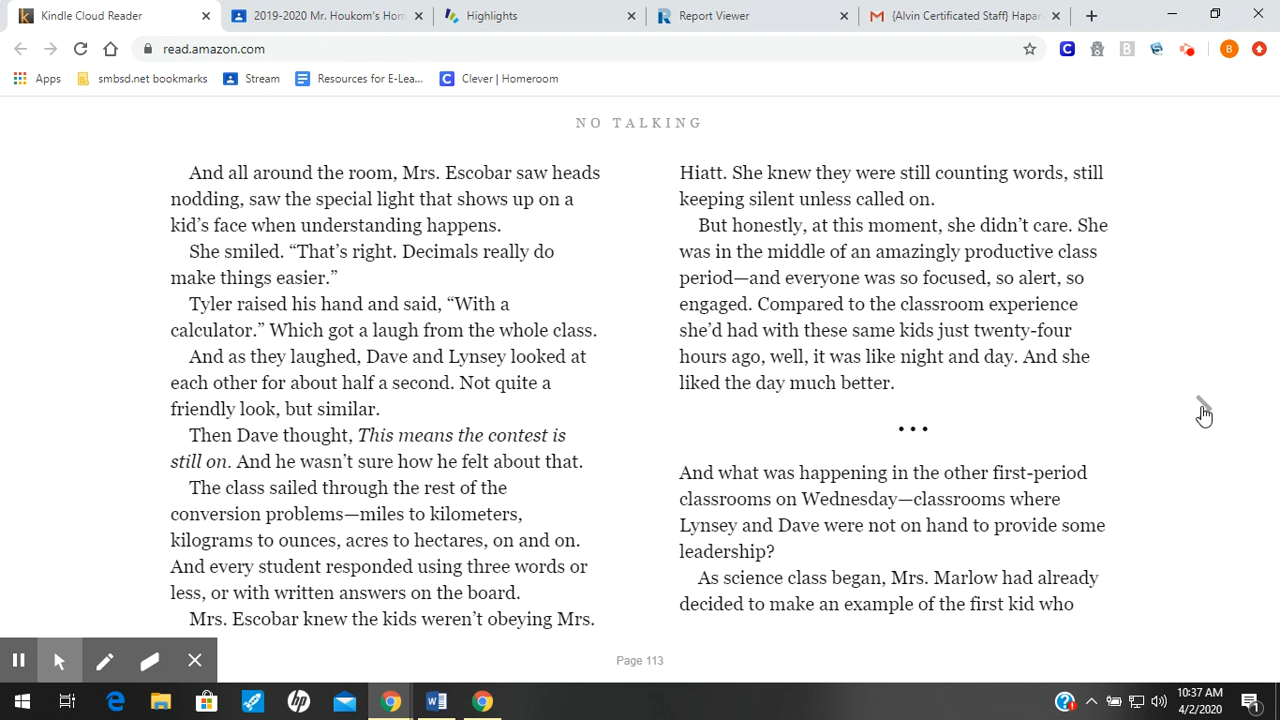 Kindle Cloud Reader
2019-2020 Mr. Houkom's Hom
Highlights
Report Viewer
{Alvin Certificated Staff} Hapar
read.amazon.com
Apps
smbsd.net bookmarks
Stream
Resources for E-Lea...
Clever | Homeroom
NO TALKING
And all around the room, Mrs. Escobar saw heads
nodding, saw the special light that shows up on a
kid's face when understanding happens.
She smiled. “That's right. Decimals really do
make things easier.”
Tyler raised his hand and said, “With a
calculator.” Which got a laugh from the whole class.
And as they laughed, Dave and Lynsey looked at
each other for about half a second. Not quite a
friendly look, but similar.
Then Dave thought, This means the contest is
still on. And he wasn't sure how he felt about that.
The class sailed through the rest of the
conversion problems—miles to kilometers,
kilograms to ounces, acres to hectares, on and on.
And every student responded using three words or
less, or with written answers on the board.
Mrs. Escobar knew the kids weren't obeying Mrs.
Hiatt. She knew they were still counting words, still
keeping silent unless called on.
But honestly, at this moment, she didn't care. She
was in the middle of an amazingly productive class
period—and everyone was so focused, so alert, so
engaged. Compared to the classroom experience
she'd had with these same kids just twenty-four
hours ago, well, it was like night and day. And she
liked the day much better.
• • •
And what was happening in the other first-period
classrooms on Wednesday—classrooms where
Lynsey and Dave were not on hand to provide some
leadership?
As science class began, Mrs. Marlow had already
decided to make an example of the first kid who
Page 113
10:37 AM
4/2/2020